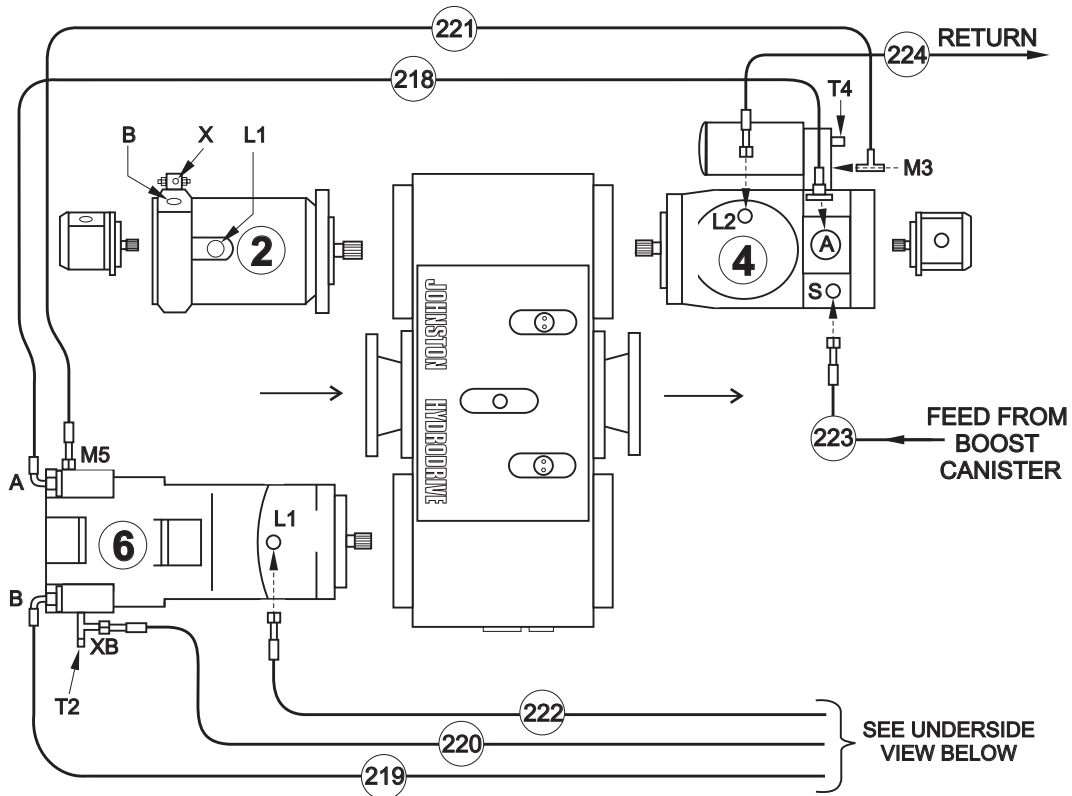 221
224
RETURN
218
T4
B
X
L1
M3
L2
2
4
A
S
JOHNSTON HYDRODRIVE
223
FEED FROM
BOOST
CANISTER
M5
A
L1
6
B
XB
T2
222
220
219
SEE UNDERSIDE
VIEW BELOW